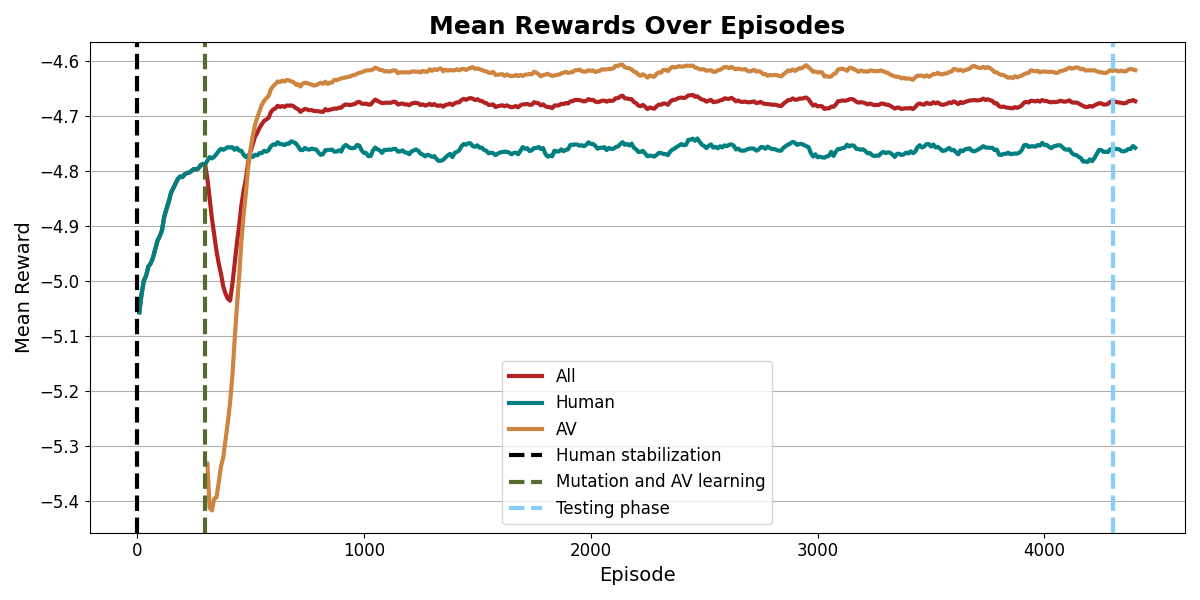 Mean Rewards Over Episodes
Mean Reward
−4.6
−4.7
−4.8
−4.9
−5.0
−5.1
−5.2
−5.3
−5.4
All
Human
AV
Human stabilization
Mutation and AV learning
Testing phase
0 1000 2000 3000 4000
Episode